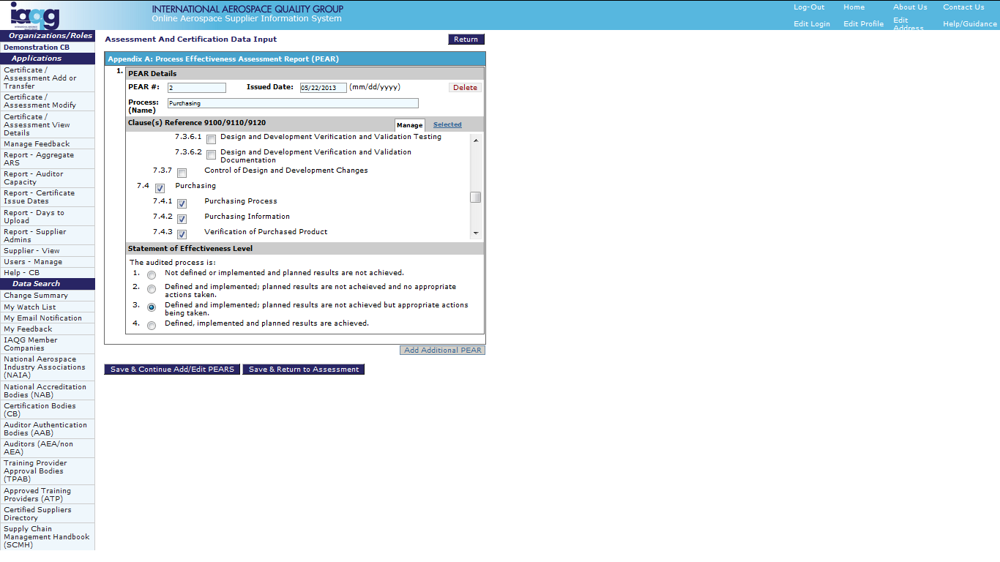 iaqg
INTERNATIONAL AEROSPACE QUALITY GROUP
Online Aerospace Supplier Information System
Log-Out Home About Us Contact Us
Edit Login Edit Profile Edit Address Help/Guidance
Organizations/Roles
Demonstration CB
Applications
Certificate /
Assessment Add or
Transfer
Certificate /
Assessment Modify
Certificate /
Assessment View
Details
Manage Feedback
Report - Aggregate
ARS
Report - Auditor
Capacity
Report - Certificate
Issue Dates
Report - Days to
Upload
Report - Supplier
Admins
Supplier - View
Users - Manage
Help - CB
Data Search
Change Summary
My Watch List
My Email Notification
My Feedback
IAQG Member
Companies
National Aerospace
Industry Associations
(NAIA)
National Accreditation
Bodies (NAB)
Certification Bodies
(CB)
Auditor Authentication
Bodies (AAB)
Auditors (AEA/non
AEA)
Training Provider
Approval Bodies
(TPAB)
Approved Training
Providers (ATP)
Certified Suppliers
Directory
Supply Chain
Management Handbook
(SCMH)
Assessment And Certification Data Input
Return
Appendix A: Process Effectiveness Assessment Report (PEAR)
1. PEAR Details
PEAR #: 2 Issued Date: 05/22/2013 (mm/dd/yyyy) Delete
Process: Purchasing
(Name)
Clause(s) Reference 9100/9110/9120 Manage Selected
7.3.6.1 Design and Development Verification and Validation Testing
7.3.6.2 Design and Development Verification and Validation
Documentation
7.3.7 Control of Design and Development Changes
7.4 Purchasing
7.4.1 Purchasing Process
7.4.2 Purchasing Information
7.4.3 Verification of Purchased Product
Statement of Effectiveness Level
The audited process is:
1. Not defined or implemented and planned results are not achieved.
2. Defined and implemented; planned results are not acheieved and no appropriate
actions taken.
3. Defined and implemented; planned results are not achieved but appropriate actions
being taken.
4. Defined, implemented and planned results are achieved.
Add Additional PEAR
Save & Continue Add/Edit PEARS Save & Return to Assessment